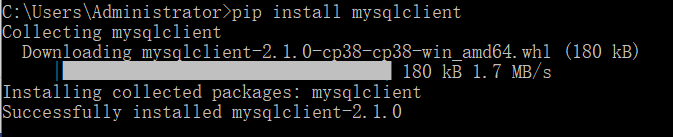 C:\Users\Administrator>pip install mysqlclient
Collecting mysqlclient
  Downloading mysqlclient-2.1.0-cp38-cp38-win_amd64.whl (180 kB)
     | 180 kB 1.7 MB/s
Installing collected packages: mysqlclient
Successfully installed mysqlclient-2.1.0